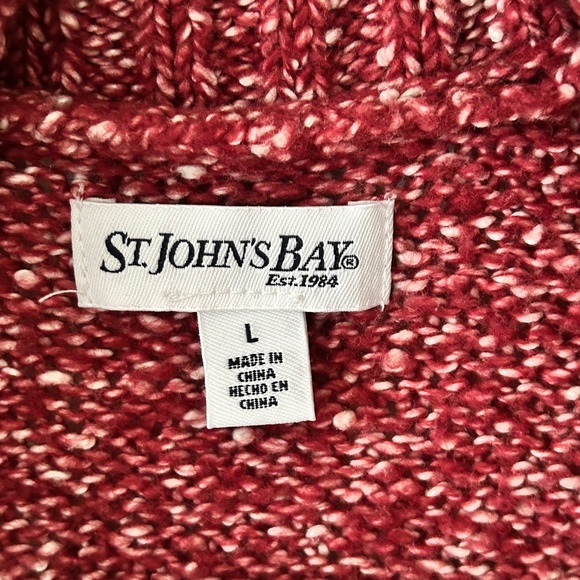 ST. JOHN'S BAY®
EST. 1984
L
MADE IN
CHINA
HECHO EN
CHINA